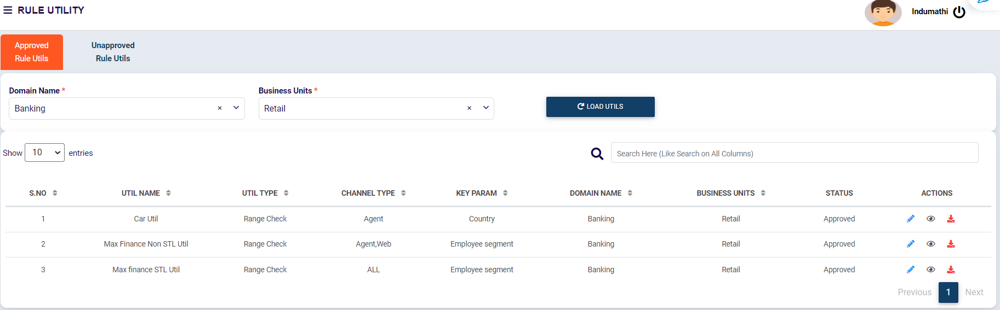 RULE UTILITY
Indumathi
Approved
Rule Utils
Unapproved
Rule Utils
Domain Name *
Business Units *
Banking
Retail
LOAD UTILS
Show 10 entries
Search Here (Like Search on All Columns)
S.NO UTIL NAME UTIL TYPE CHANNEL TYPE KEY PARAM DOMAIN NAME BUSINESS UNITS STATUS ACTIONS
1 Car Util Range Check Agent Country Banking Retail Approved
2 Max Finance Non STL Util Range Check Agent,Web Employee segment Banking Retail Approved
3 Max finance STL Util Range Check ALL Employee segment Banking Retail Approved
Previous 1 Next